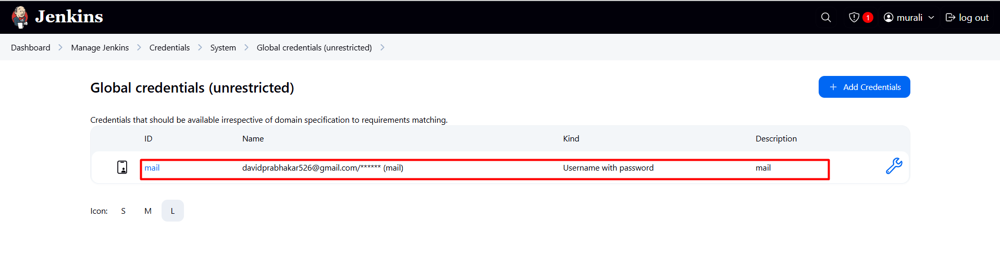 Jenkins 1 murali log out
Dashboard Manage Jenkins Credentials System Global credentials (unrestricted)
Global credentials (unrestricted) + Add Credentials
Credentials that should be available irrespective of domain specification to requirements matching.
ID Name Kind Description
mail davidprabhakar526@gmail.com/****** (mail) Username with password mail
Icon: S M L